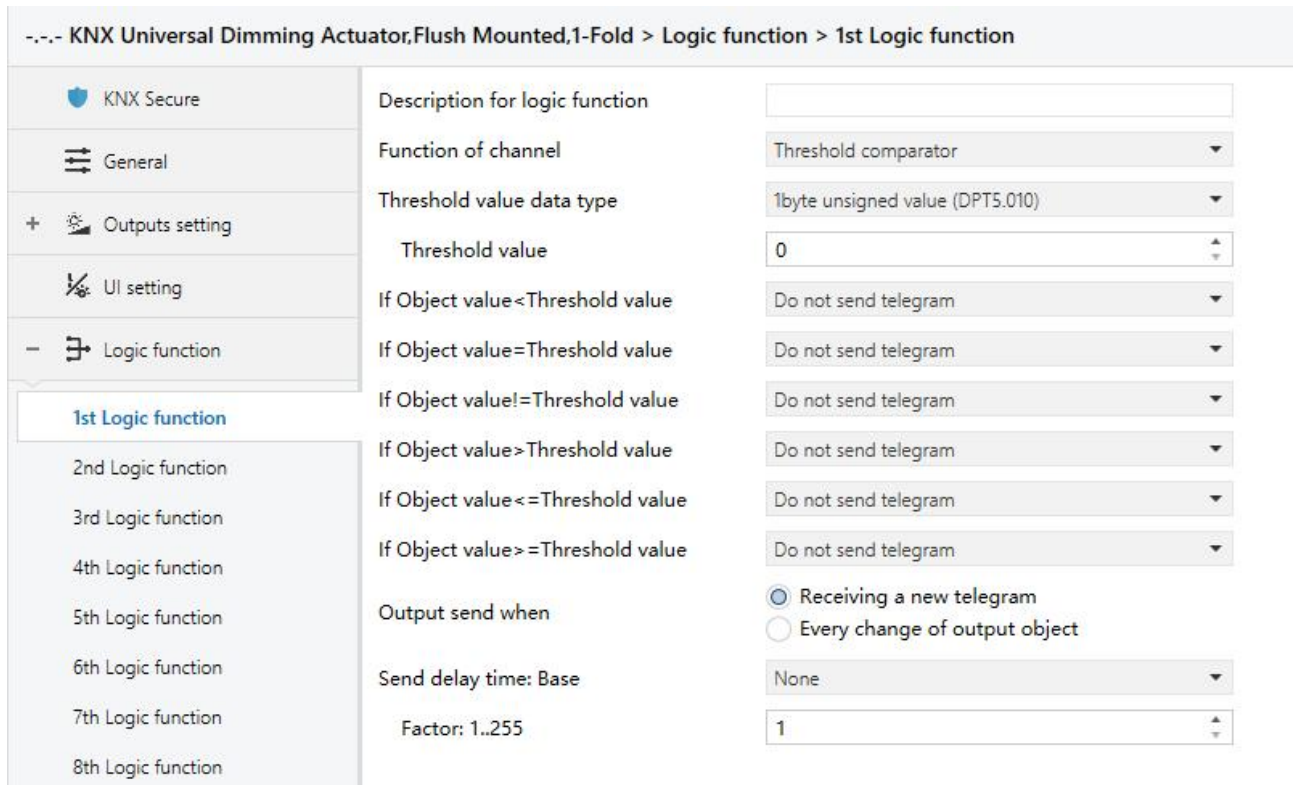 -.-.- KNX Universal Dimming Actuator,Flush Mounted,1-Fold > Logic function > 1st Logic function
KNX Secure
General
+ Outputs setting
UI setting
- Logic function
1st Logic function
2nd Logic function
3rd Logic function
4th Logic function
5th Logic function
6th Logic function
7th Logic function
8th Logic function
Description for logic function
Function of channel Threshold comparator
Threshold value data type 1byte unsigned value (DPT5.010)
Threshold value 0
If Object value<Threshold value Do not send telegram
If Object value=Threshold value Do not send telegram
If Object value!=Threshold value Do not send telegram
If Object value>Threshold value Do not send telegram
If Object value<=Threshold value Do not send telegram
If Object value>=Threshold value Do not send telegram
Output send when Receiving a new telegram
Every change of output object
Send delay time: Base None
Factor: 1..255 1